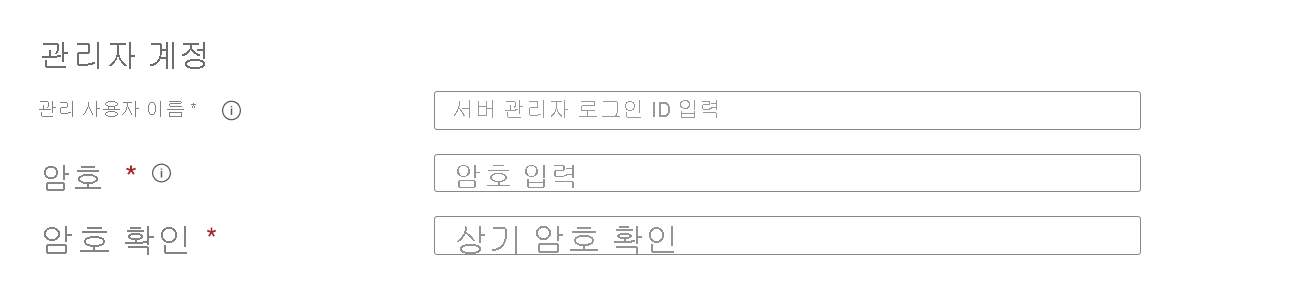 관리자 계정
관리 사용자 이름 * 서버 관리자 로그인 ID 입력
암호 * 암호 입력
암호 확인 * 상기 암호 확인